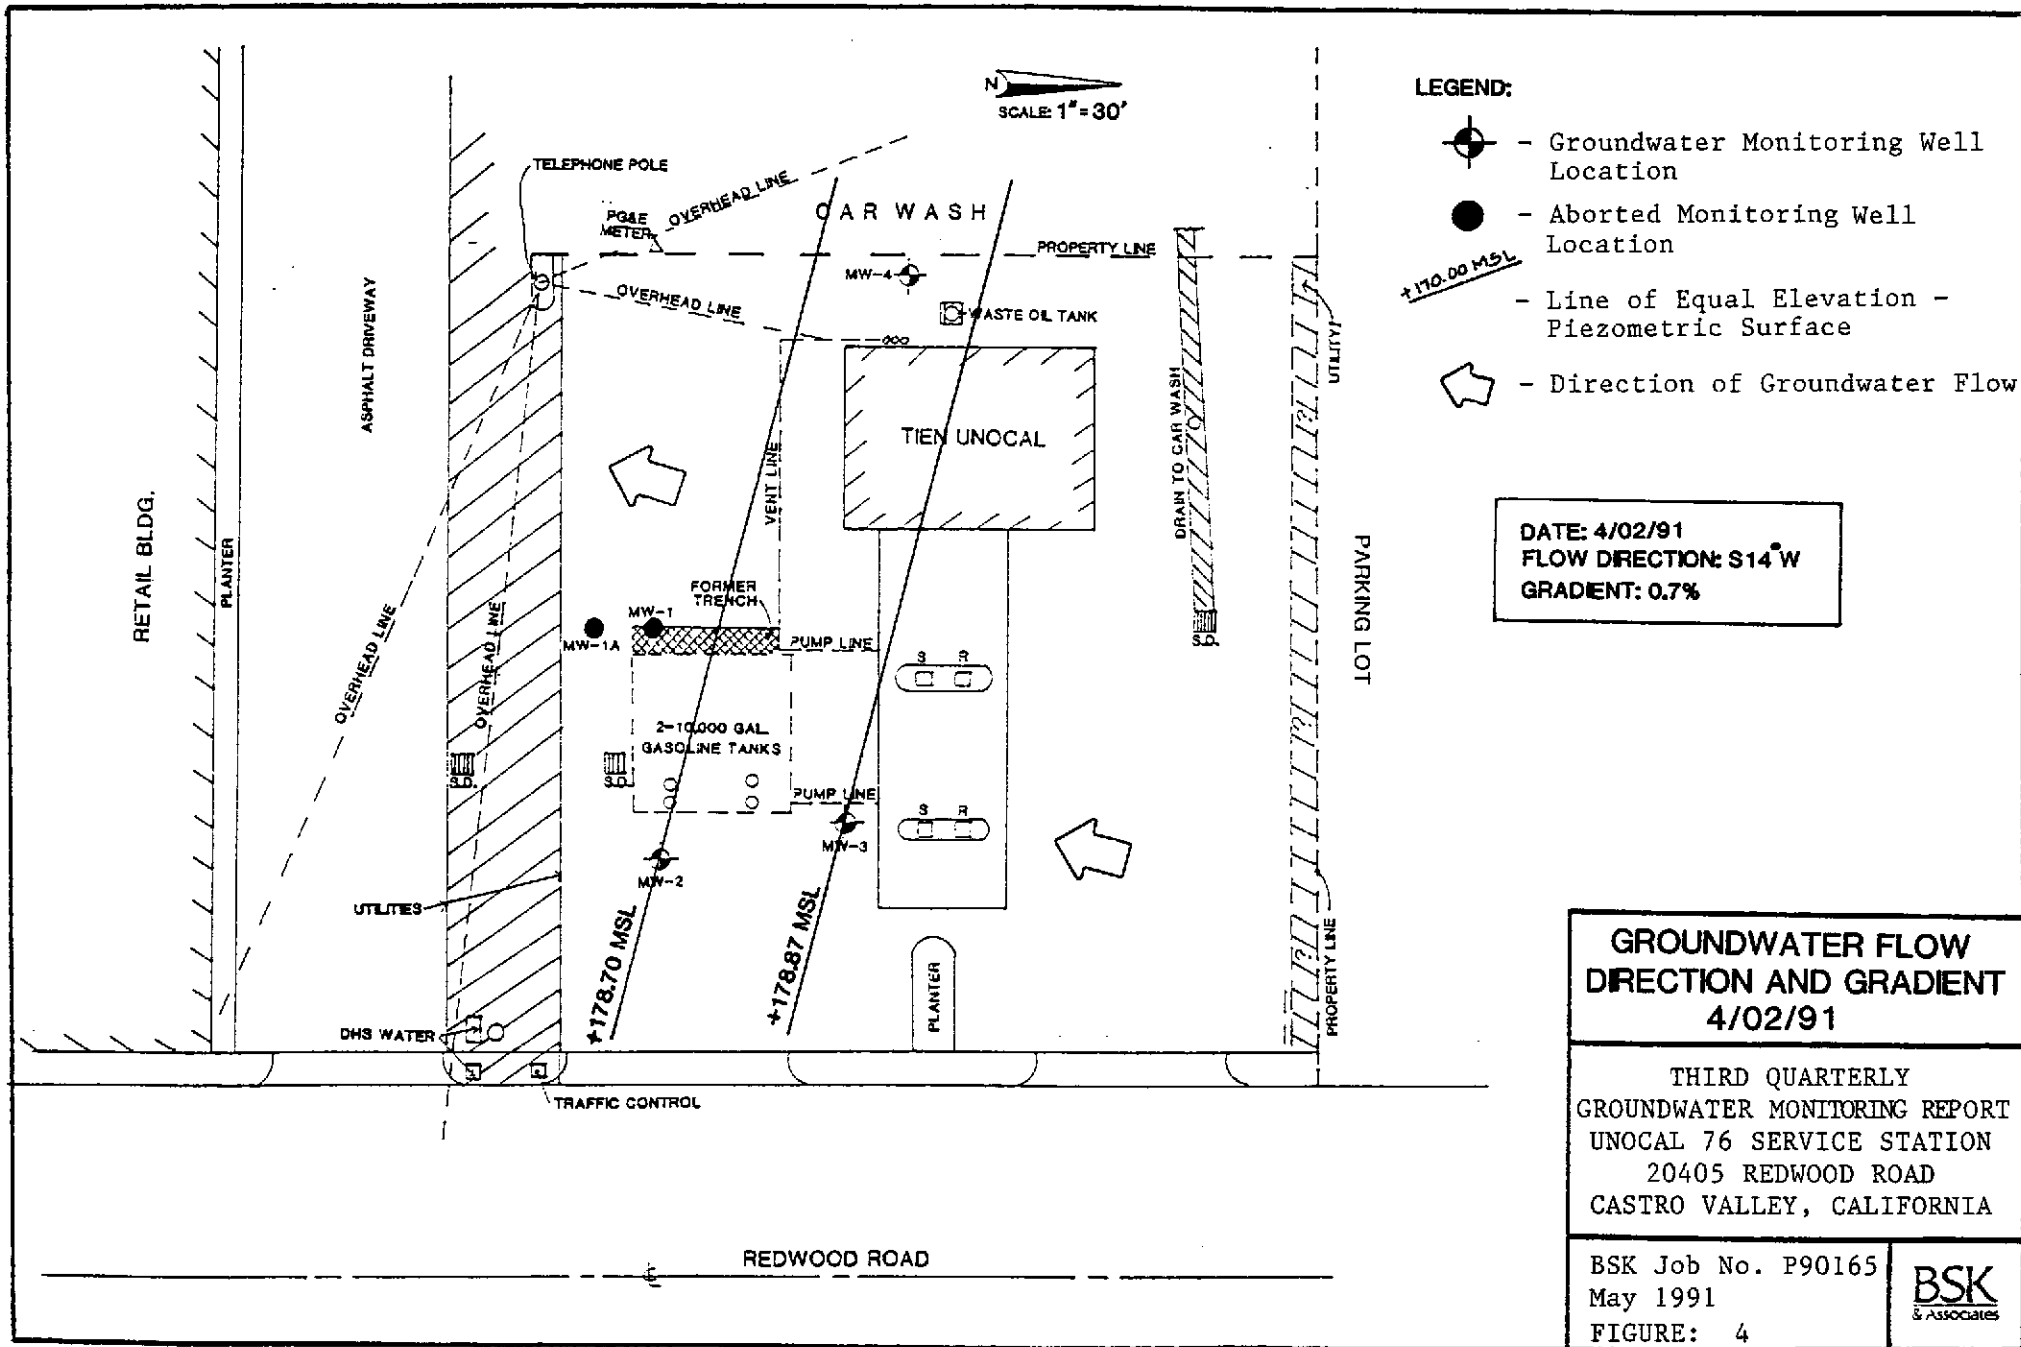 N
SCALE: 1"=30'
TELEPHONE POLE
PG&E
METER
OVERHEAD LINE
CAR WASH
PROPERTY LINE
MW-4
OVERHEAD LINE
WASTE OIL TANK
ASPHALT DRIVEWAY
UTILITY
DRAIN TO CAR WASH
TIEN UNOCAL
VENT LINE
RETAIL BLDG.
PLANTER
FORMER
TRENCH
MW-1
MW-1A
PUMP LINE
S.D.
PARKING LOT
S R
OVERHEAD LINE
OVERHEAD LINE
2-10,000 GAL.
GASOLINE TANKS
S.D.
S.D.
PUMP LINE
S R
MW-3
MW-2
UTILITIES
+178.70 MSL
+178.87 MSL
PLANTER
PROPERTY LINE
DHS WATER
TRAFFIC CONTROL
REDWOOD ROAD
LEGEND:
- Groundwater Monitoring Well
Location
- Aborted Monitoring Well
Location
+170.00 MSL
- Line of Equal Elevation -
Piezometric Surface
- Direction of Groundwater Flow
DATE: 4/02/91
FLOW DIRECTION: S14°W
GRADIENT: 0.7%
GROUNDWATER FLOW
DIRECTION AND GRADIENT
4/02/91
THIRD QUARTERLY
GROUNDWATER MONITORING REPORT
UNOCAL 76 SERVICE STATION
20405 REDWOOD ROAD
CASTRO VALLEY, CALIFORNIA
BSK Job No. P90165
May 1991
FIGURE: 4
BSK
& Associates